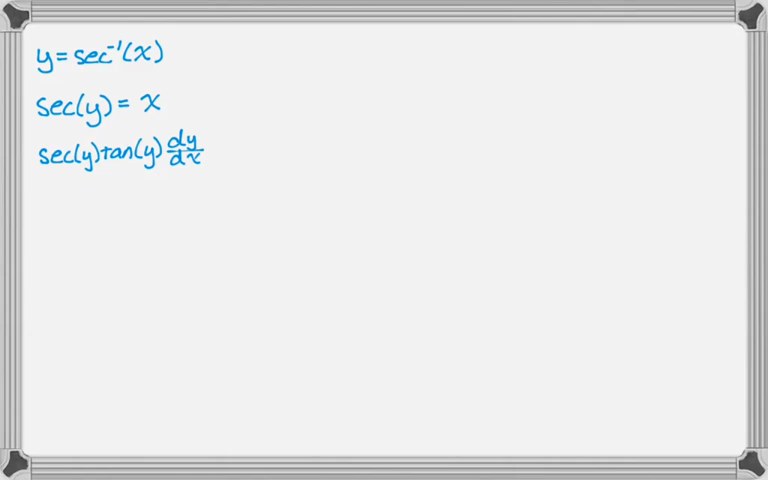 y = sec⁻¹(x)
sec(y) = x
sec(y)tan(y) dy/dx